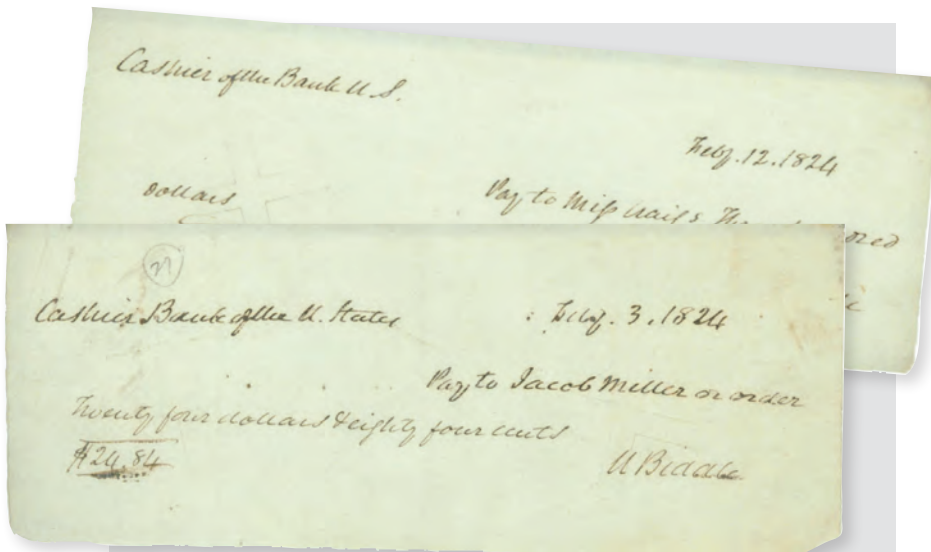 Cashier of the Bank U.S.
Feby. 12. 1824
Pay to Miss
dollars
27
Cashier Bank of the U. States : Feby. 3. 1824
Pay to Jacob Miller or order
Twenty four dollars & eighty four cents
$24.84
N Biddle